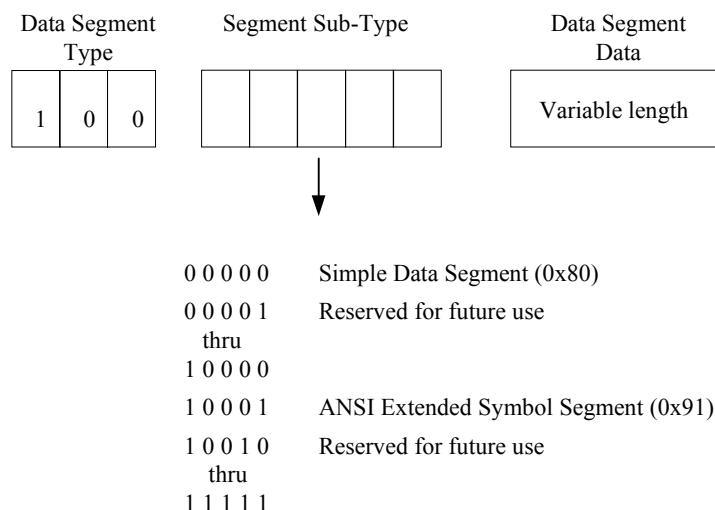 Data Segment Type
Segment Sub-Type
Data Segment Data
1 0 0
Variable length
0 0 0 0 0 Simple Data Segment (0x80)
0 0 0 0 1 Reserved for future use
thru
1 0 0 0 0
1 0 0 0 1 ANSI Extended Symbol Segment (0x91)
1 0 0 1 0 Reserved for future use
thru
1 1 1 1 1